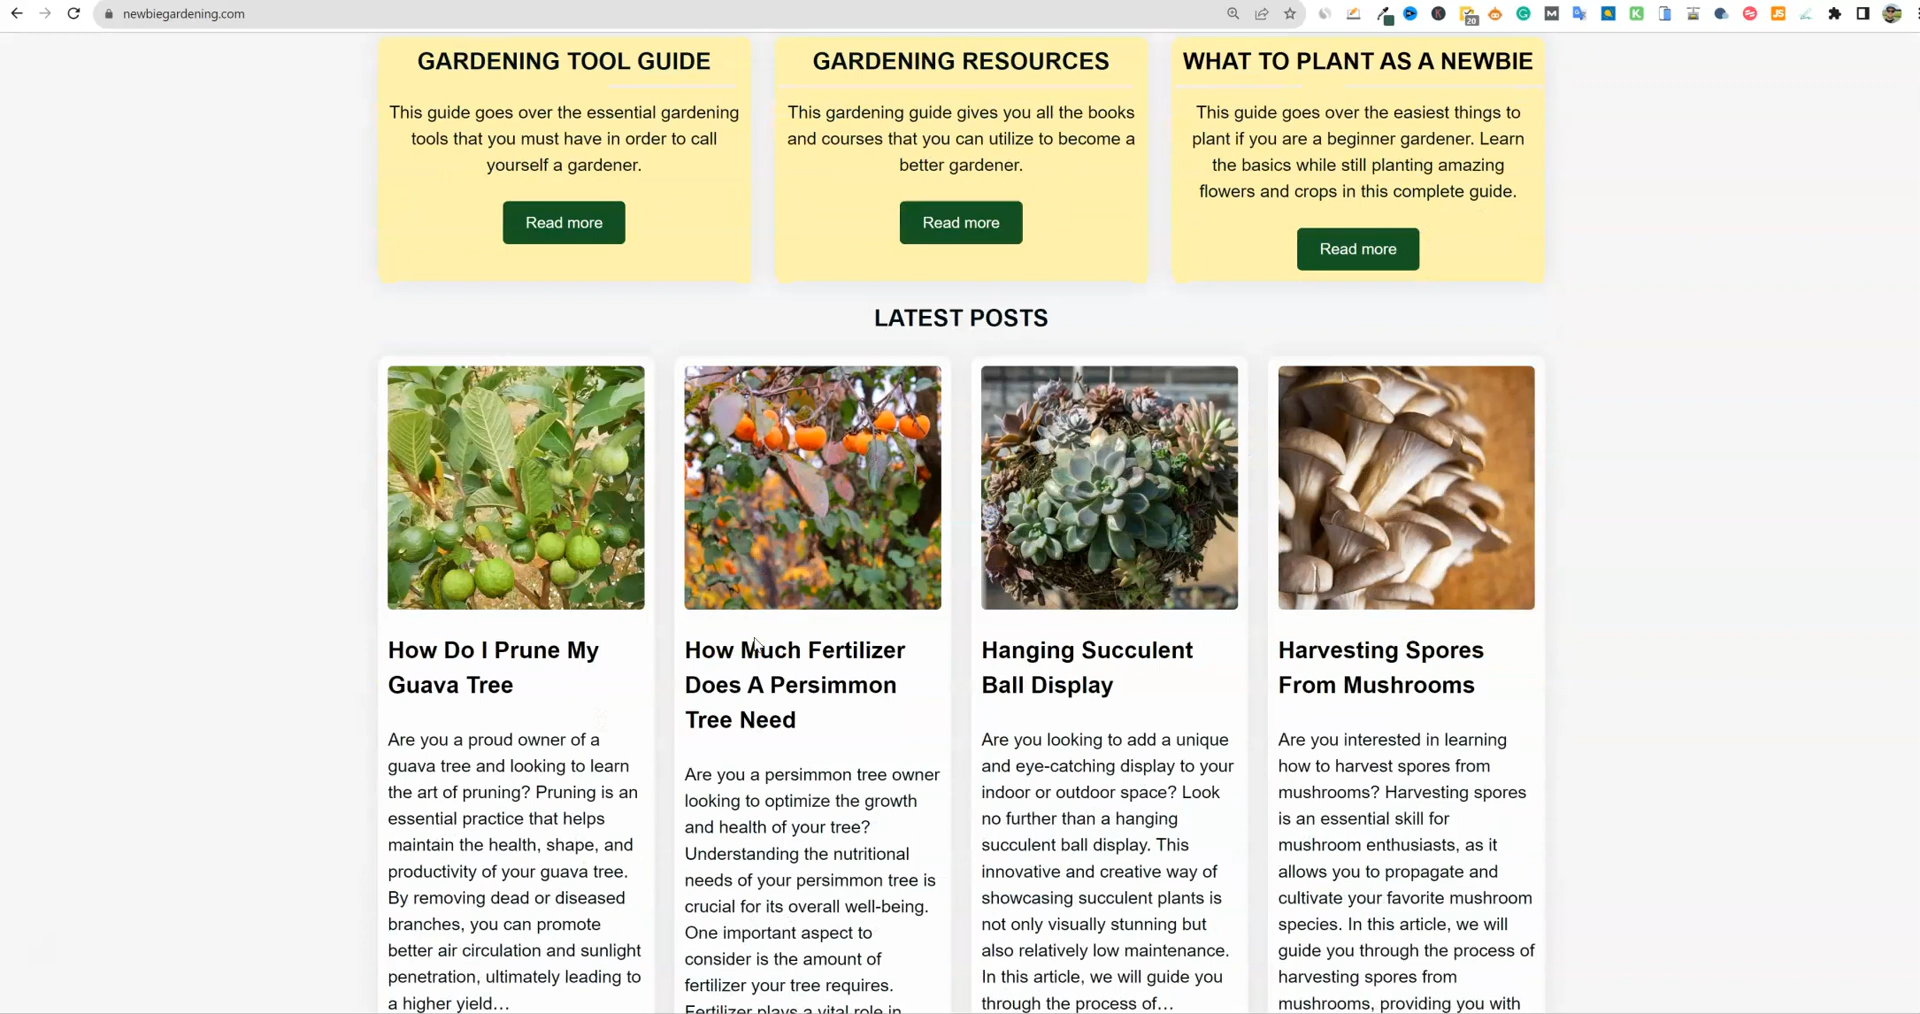 newbiegardening.com
20
GARDENING TOOL GUIDE
This guide goes over the essential gardening
tools that you must have in order to call
yourself a gardener.
Read more
GARDENING RESOURCES
This gardening guide gives you all the books
and courses that you can utilize to become a
better gardener.
Read more
WHAT TO PLANT AS A NEWBIE
This guide goes over the easiest things to
plant if you are a beginner gardener. Learn
the basics while still planting amazing
flowers and crops in this complete guide.
Read more
LATEST POSTS
How Do I Prune My
Guava Tree
Are you a proud owner of a
guava tree and looking to learn
the art of pruning? Pruning is an
essential practice that helps
maintain the health, shape, and
productivity of your guava tree.
By removing dead or diseased
branches, you can promote
better air circulation and sunlight
penetration, ultimately leading to
a higher yield…
How Much Fertilizer
Does A Persimmon
Tree Need
Are you a persimmon tree owner
looking to optimize the growth
and health of your tree?
Understanding the nutritional
needs of your persimmon tree is
crucial for its overall well-being.
One important aspect to
consider is the amount of
fertilizer your tree requires.
Fertilizer plays a vital role in
Hanging Succulent
Ball Display
Are you looking to add a unique
and eye-catching display to your
indoor or outdoor space? Look
no further than a hanging
succulent ball display. This
innovative and creative way of
showcasing succulent plants is
not only visually stunning but
also relatively low maintenance.
In this article, we will guide you
through the process of…
Harvesting Spores
From Mushrooms
Are you interested in learning
how to harvest spores from
mushrooms? Harvesting spores
is an essential skill for
mushroom enthusiasts, as it
allows you to propagate and
cultivate your favorite mushroom
species. In this article, we will
guide you through the process of
harvesting spores from
mushrooms, providing you with